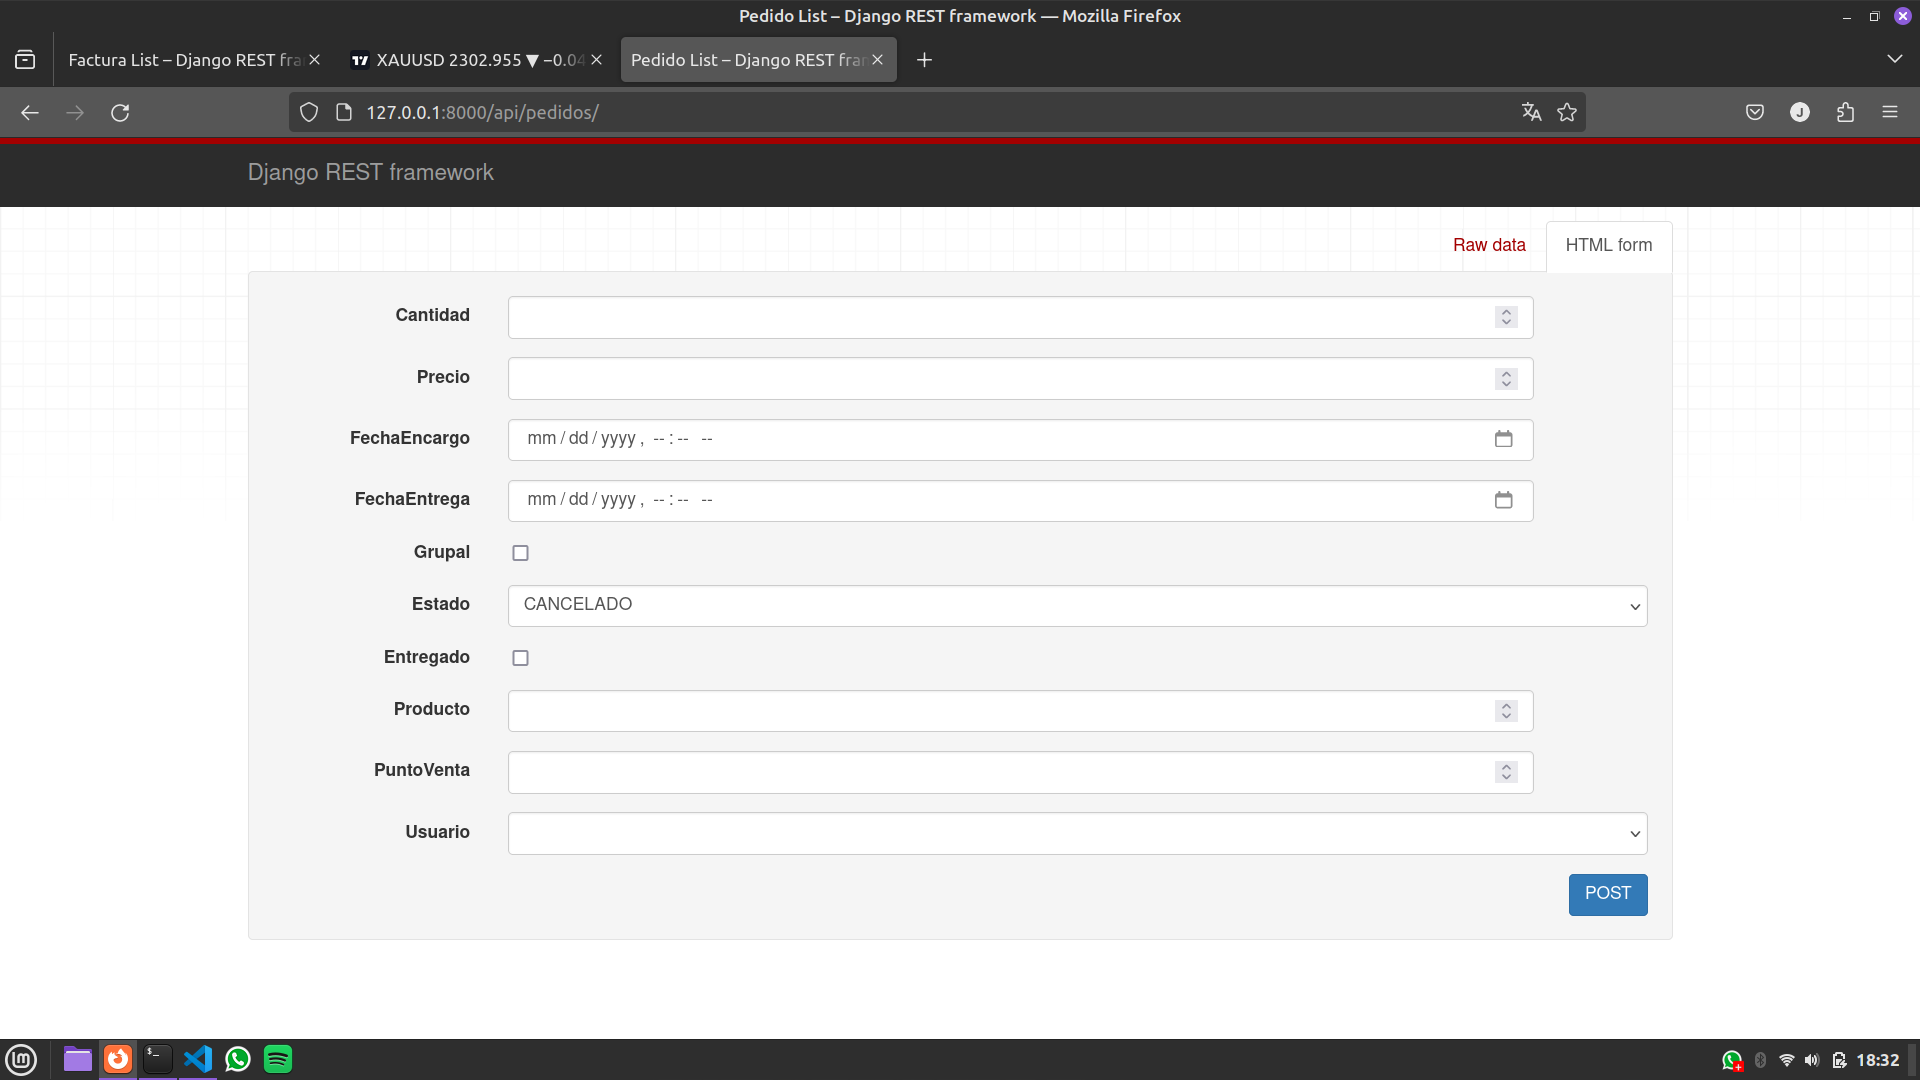 Pedido List – Django REST framework — Mozilla Firefox
Factura List – Django REST fra
XAUUSD 2302.955 ▼ −0.04
Pedido List – Django REST fra
127.0.0.1:8000/api/pedidos/
J
Django REST framework
Raw data
HTML form
Cantidad
Precio
FechaEncargo
mm / dd / yyyy , -- : -- --
FechaEntrega
mm / dd / yyyy , -- : -- --
Grupal
Estado
CANCELADO
Entregado
Producto
PuntoVenta
Usuario
POST
18:32